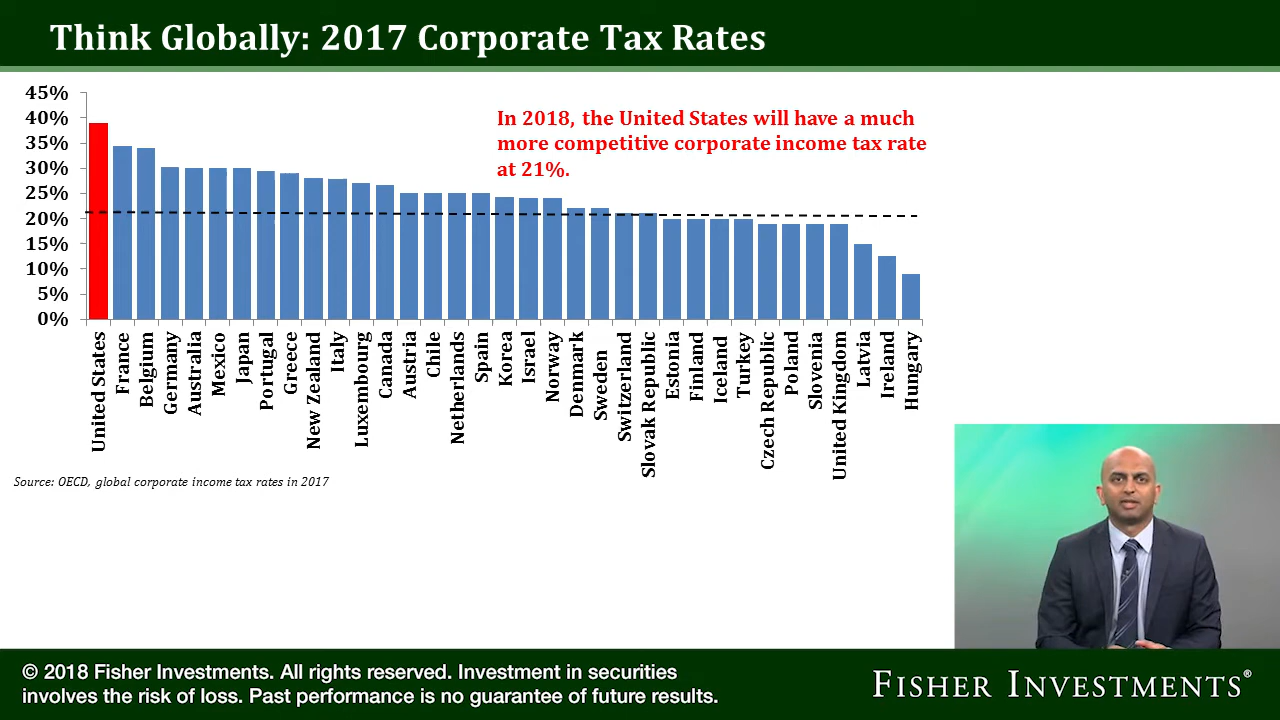 Think Globally: 2017 Corporate Tax Rates
45%
40%
35%
30%
25%
20%
15%
10%
5%
0%
In 2018, the United States will have a much
more competitive corporate income tax rate
at 21%.
United States
France
Belgium
Germany
Australia
Mexico
Japan
Portugal
Greece
New Zealand
Italy
Luxembourg
Canada
Austria
Chile
Netherlands
Spain
Korea
Israel
Norway
Denmark
Sweden
Switzerland
Slovak Republic
Estonia
Finland
Iceland
Turkey
Czech Republic
Poland
Slovenia
United Kingdom
Latvia
Ireland
Hungary
Source: OECD, global corporate income tax rates in 2017
© 2018 Fisher Investments. All rights reserved. Investment in securities
involves the risk of loss. Past performance is no guarantee of future results.
FISHER INVESTMENTS®